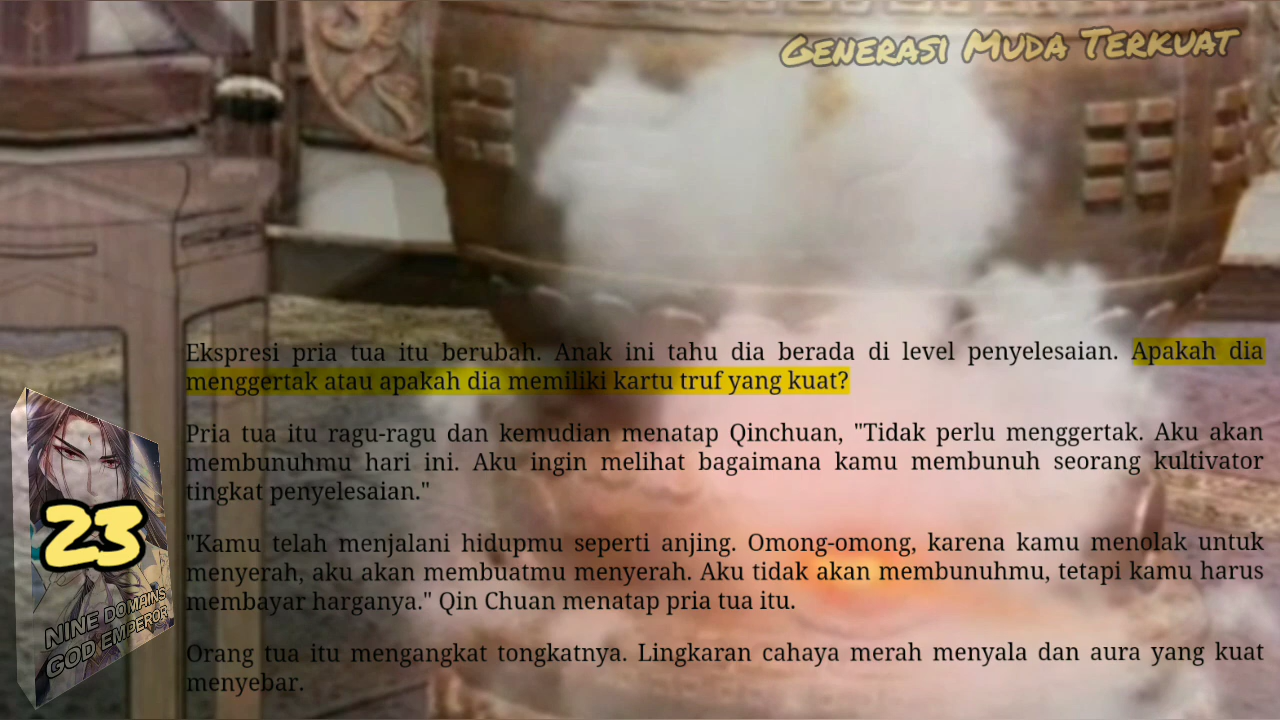 Generasi Muda Terkuat
Ekspresi pria tua itu berubah. Anak ini tahu dia berada di level penyelesaian. Apakah dia
menggertak atau apakah dia memiliki kartu truf yang kuat?
Pria tua itu ragu-ragu dan kemudian menatap Qinchuan, "Tidak perlu menggertak. Aku akan
membunuhmu hari ini. Aku ingin melihat bagaimana kamu membunuh seorang kultivator
tingkat penyelesaian."
"Kamu telah menjalani hidupmu seperti anjing. Omong-omong, karena kamu menolak untuk
menyerah, aku akan membuatmu menyerah. Aku tidak akan membunuhmu, tetapi kamu harus
membayar harganya." Qin Chuan menatap pria tua itu.
Orang tua itu mengangkat tongkatnya. Lingkaran cahaya merah menyala dan aura yang kuat
menyebar.
23
NINE DOMAINS
GOD EMPEROR